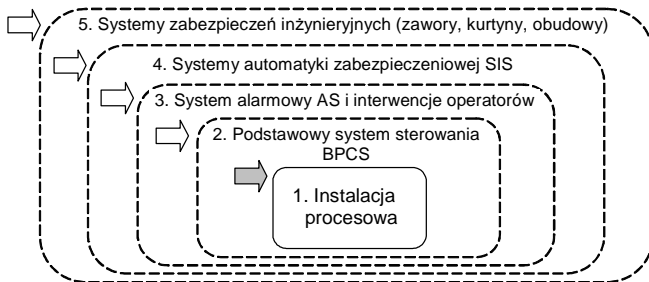 5. Systemy zabezpieczeń inżynieryjnych (zawory, kurtyny, obudowy)
4. Systemy automatyki zabezpieczeniowej SIS
3. System alarmowy AS i interwencje operatorów
2. Podstawowy system sterowania
BPCS
1. Instalacja
procesowa